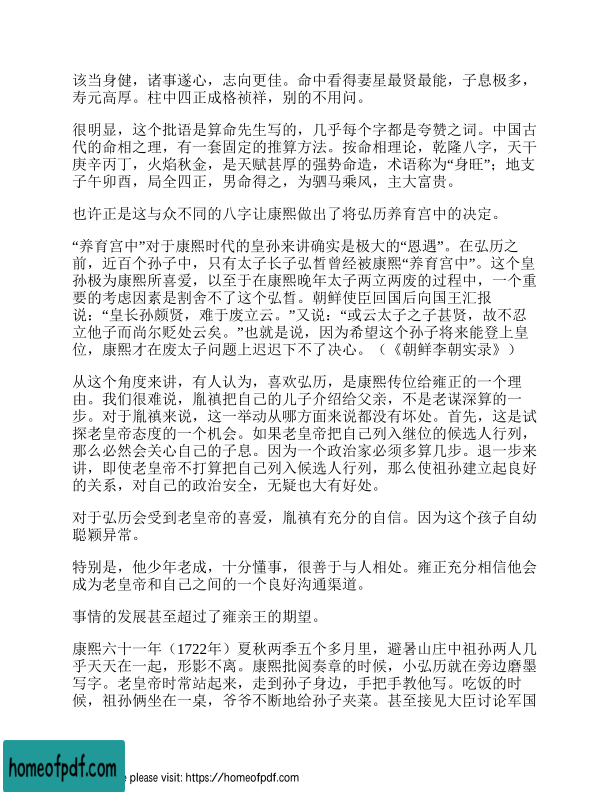 该当身健，诸事遂心，志向更佳。命中看得妻星最贤最能，子息极多，
寿元高厚。柱中四正成格祯祥，别的不用问。
很明显，这个批语是算命先生写的，几乎每个字都是夸赞之词。中国古
代的命相之理，有一套固定的推算方法。按命相理论，乾隆八字，天干
庚辛丙丁，火焰秋金，是天赋甚厚的强势命造，术语称为“身旺”；地支
子午卯酉，局全四正，男命得之，为驷马乘风，主大富贵。
也许正是这与众不同的八字让康熙做出了将弘历养育宫中的决定。
“养育宫中”对于康熙时代的皇孙来讲确实是极大的“恩遇”。在弘历之
前，近百个孙子中，只有太子长子弘皙曾经被康熙“养育宫中”。这个皇
孙极为康熙所喜爱，以至于在康熙晚年太子两立两废的过程中，一个重
要的考虑因素是割舍不了这个弘皙。朝鲜使臣回国后向国王汇报
说：“皇长孙颇贤，难于废立云。”又说：“或云太子之子甚贤，故不忍
立他子而尚尔贬处云矣。”也就是说，因为希望这个孙子将来能登上皇
位，康熙才在废太子问题上迟迟下不了决心。（《朝鲜李朝实录》）
从这个角度来讲，有人认为，喜欢弘历，是康熙传位给雍正的一个理
由。我们很难说，胤禛把自己的儿子介绍给父亲，不是老谋深算的一
步。对于胤禛来说，这一举动从哪方面来说都没有坏处。首先，这是试
探老皇帝态度的一个机会。如果老皇帝把自己列入继位的候选人行列，
那么必然会关心自己的子息。因为一个政治家必须多算几步。退一步来
讲，即使老皇帝不打算把自己列入候选人行列，那么使祖孙建立起良好
的关系，对自己的政治安全，无疑也大有好处。
对于弘历会受到老皇帝的喜爱，胤禛有充分的自信。因为这个孩子自幼
聪颖异常。
特别是，他少年老成，十分懂事，很善于与人相处。雍正充分相信他会
成为老皇帝和自己之间的一个良好沟通渠道。
事情的发展甚至超过了雍亲王的期望。
康熙六十一年（1722年）夏秋两季五个多月里，避暑山庄中祖孙两人几
乎天天在一起，形影不离。康熙批阅奏章的时候，小弘历就在旁边磨墨
写字。老皇帝时常站起来，走到孙子身边，手把手教他写。吃饭的时
候，祖孙俩坐在一桌，爷爷不断地给孙子夹菜。甚至接见大臣讨论军国
homeofpdf.com
please visit: https://homeofpdf.com